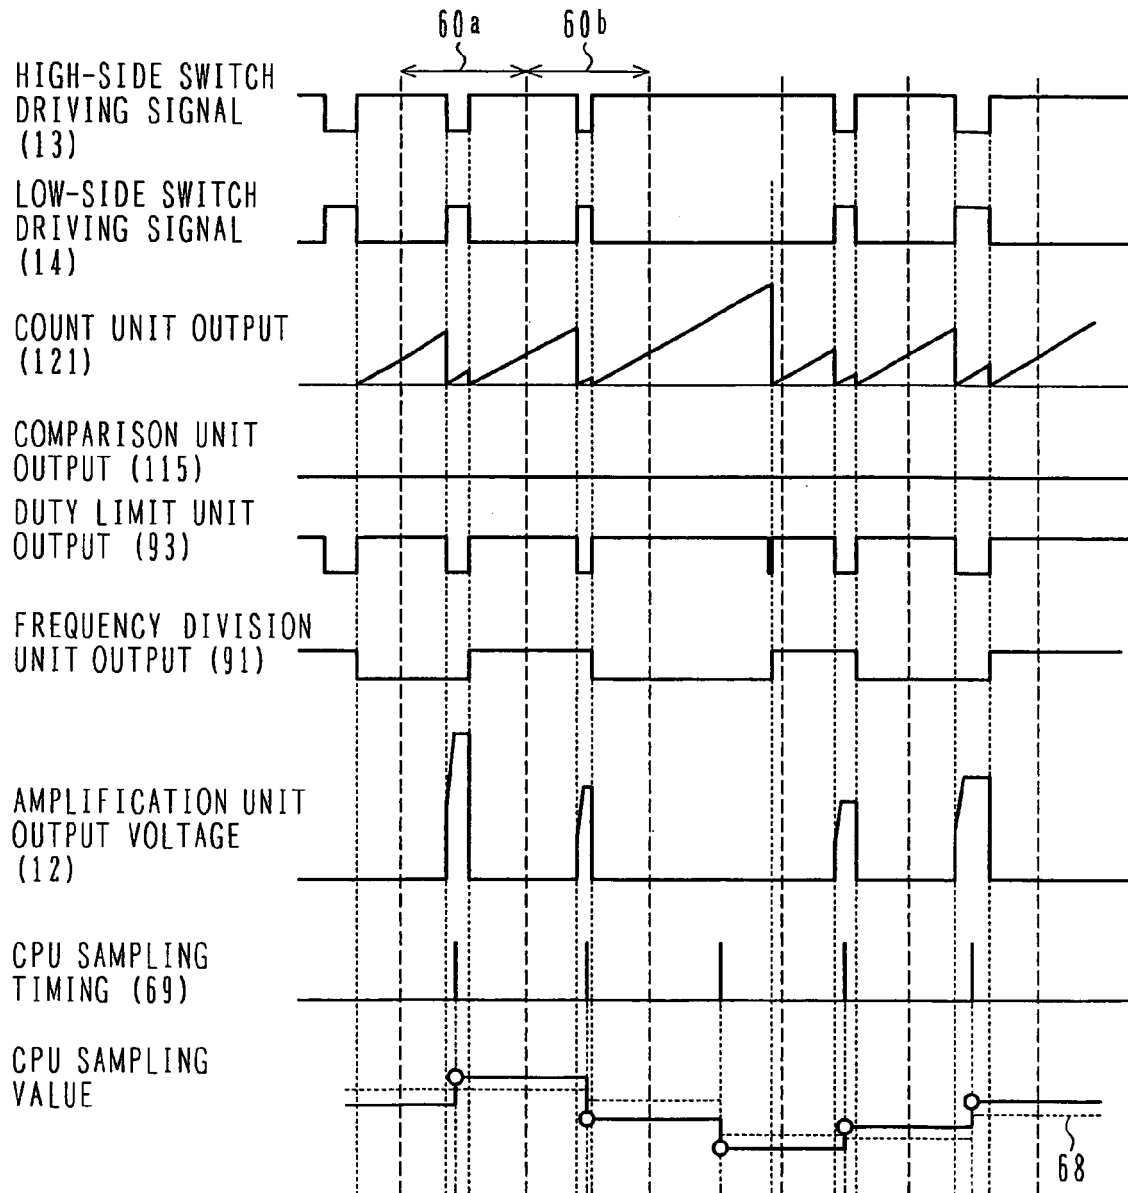 60a
60b
HIGH-SIDE SWITCH
DRIVING SIGNAL
(13)
LOW-SIDE SWITCH
DRIVING SIGNAL
(14)
COUNT UNIT OUTPUT
(121)
COMPARISON UNIT
OUTPUT (115)
DUTY LIMIT UNIT
OUTPUT (93)
FREQUENCY DIVISION
UNIT OUTPUT (91)
AMPLIFICATION UNIT
OUTPUT VOLTAGE
(12)
CPU SAMPLING
TIMING (69)
CPU SAMPLING
VALUE
68